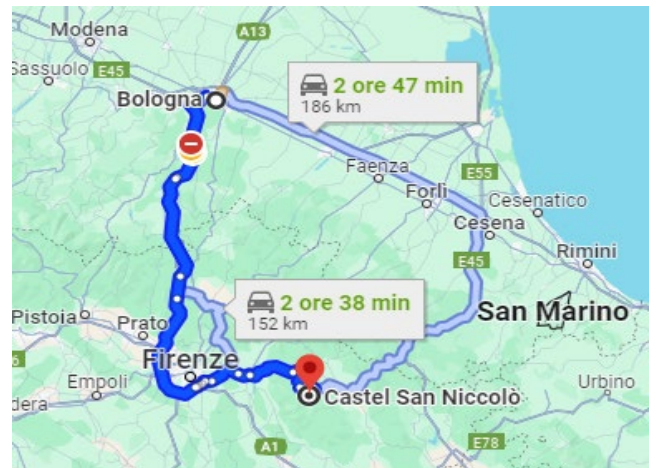 Modena
A13
Sassuolo
E45
2 ore 47 min
186 km
Bologna
Faenza
E55
Forlì
Cesenatico
Cesena
E45
Rimini
2 ore 38 min
152 km
San Marino
Pistoia
Prato
Firenze
Empoli
Castel San Niccolò
Urbino
dera
A1
E78